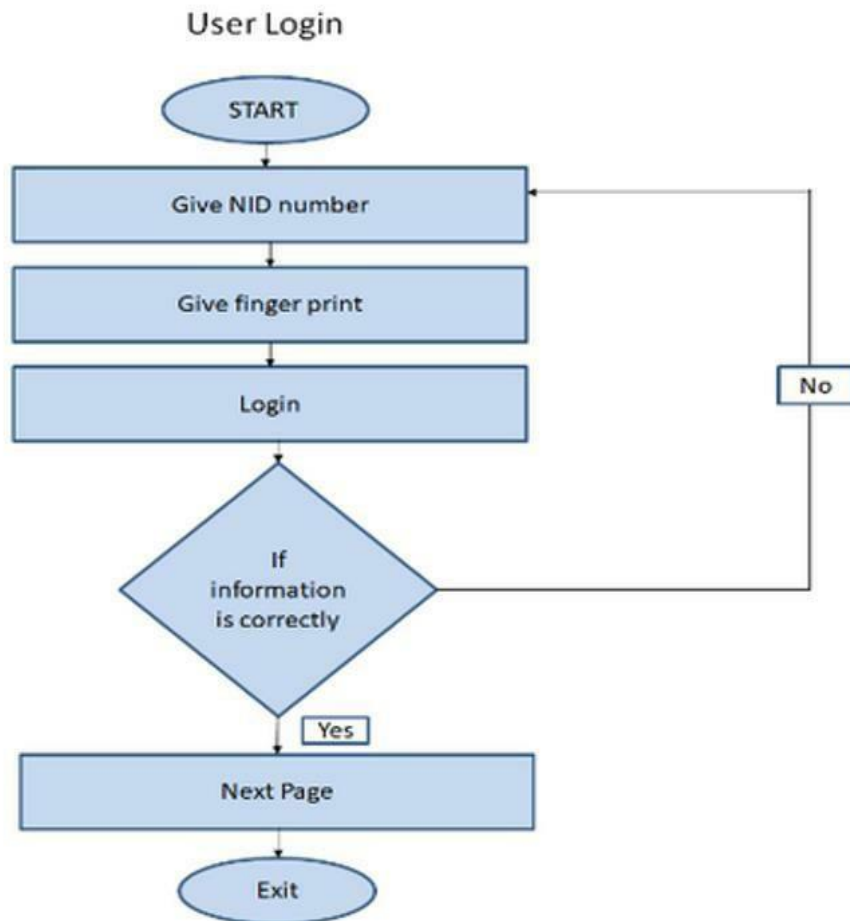 User Login
START
Give NID number
Give finger print
Login
No
If
information
is correctly
Yes
Next Page
Exit